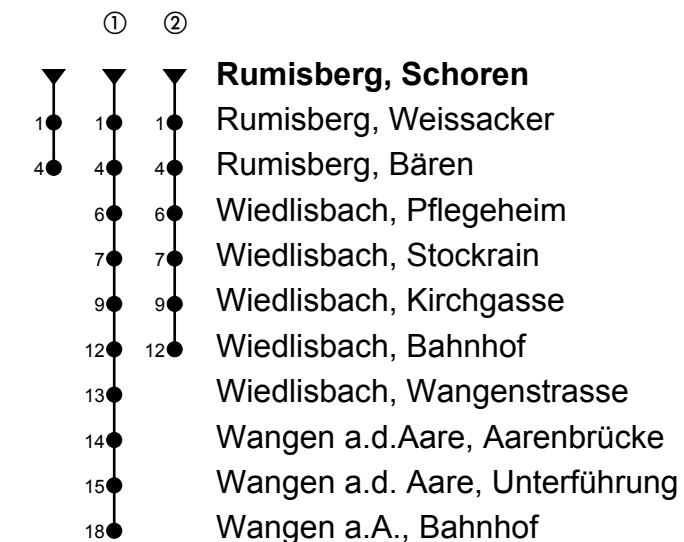 ① ②
Rumisberg, Schoren
1 1 1 Rumisberg, Weissacker
4 4 4 Rumisberg, Bären
6 6 Wiedlisbach, Pflegeheim
7 7 Wiedlisbach, Stockrain
9 9 Wiedlisbach, Kirchgasse
12 12 Wiedlisbach, Bahnhof
13 Wiedlisbach, Wangenstrasse
14 Wangen a.d.Aare, Aarenbrücke
15 Wangen a.d. Aare, Unterführung
18 Wangen a.A., Bahnhof